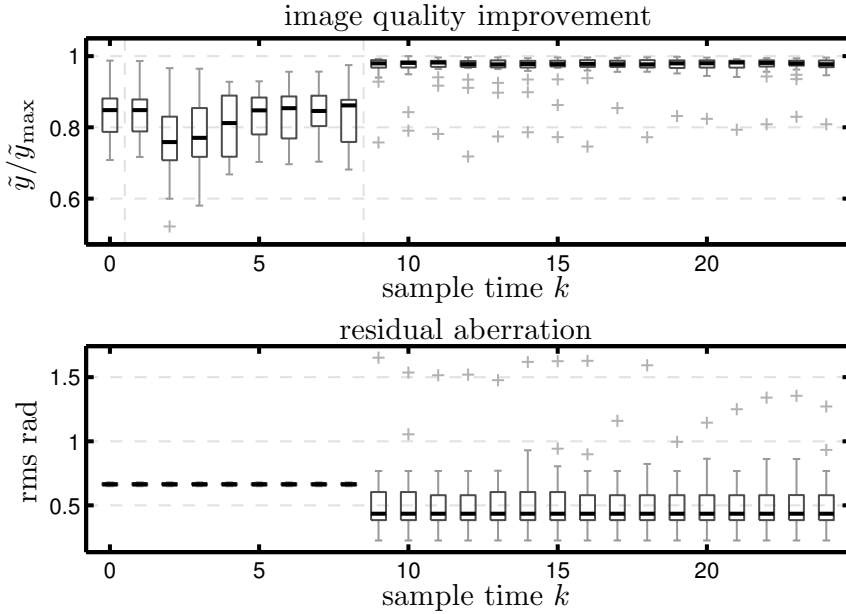 image quality improvement
1
0.8
0.6
ỹ/ỹmax
0 5 10 15 20
sample time k
residual aberration
1.5
1
0.5
rms rad
0 5 10 15 20
sample time k